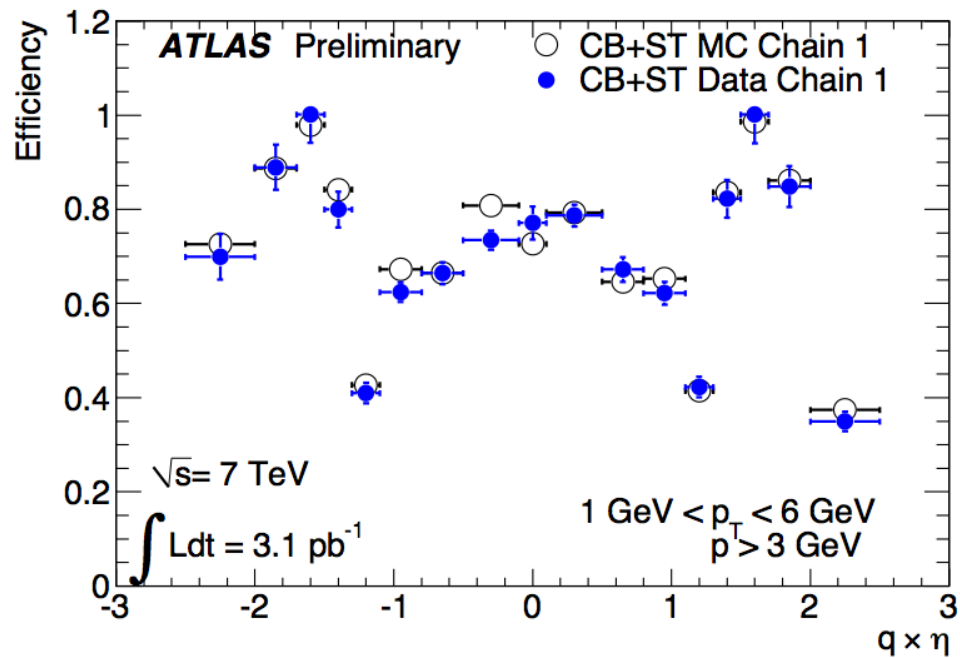 ATLAS Preliminary
CB+ST MC Chain 1
CB+ST Data Chain 1
Efficiency
1.2
1
0.8
0.6
0.4
0.2
0
√s= 7 TeV
∫ Ldt = 3.1 pb⁻¹
1 GeV < p_T < 6 GeV
p > 3 GeV
-3 -2 -1 0 1 2 3
q × η